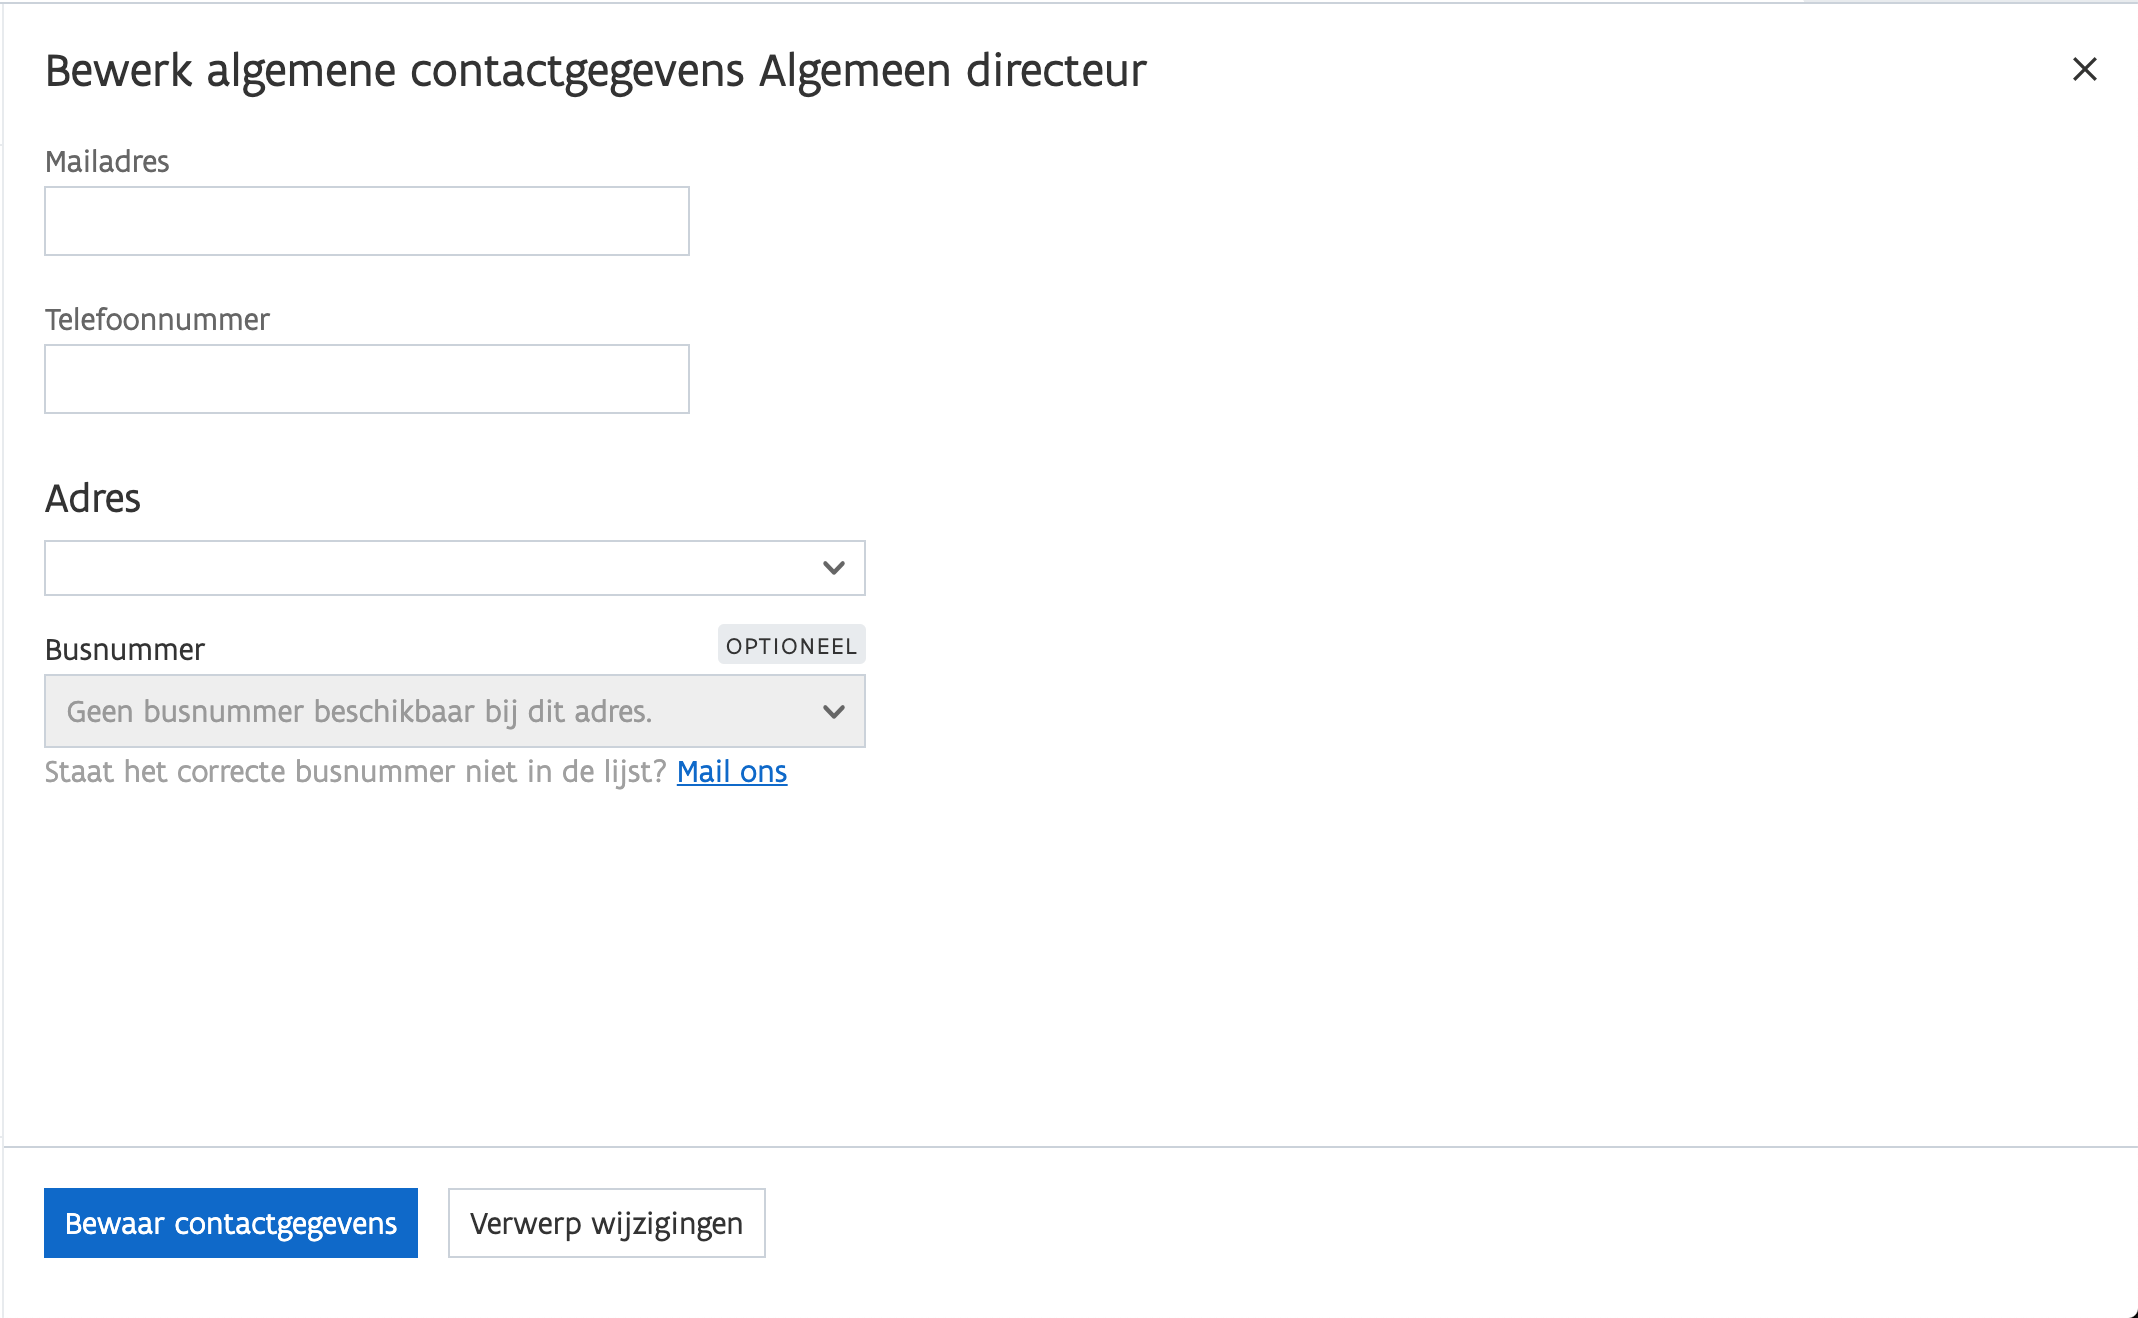 Bewerk algemene contactgegevens Algemeen directeur
Mailadres
Telefoonnummer
Adres
Busnummer OPTIONEEL
Geen busnummer beschikbaar bij dit adres.
Staat het correcte busnummer niet in de lijst? Mail ons
Bewaar contactgegevens Verwerp wijzigingen